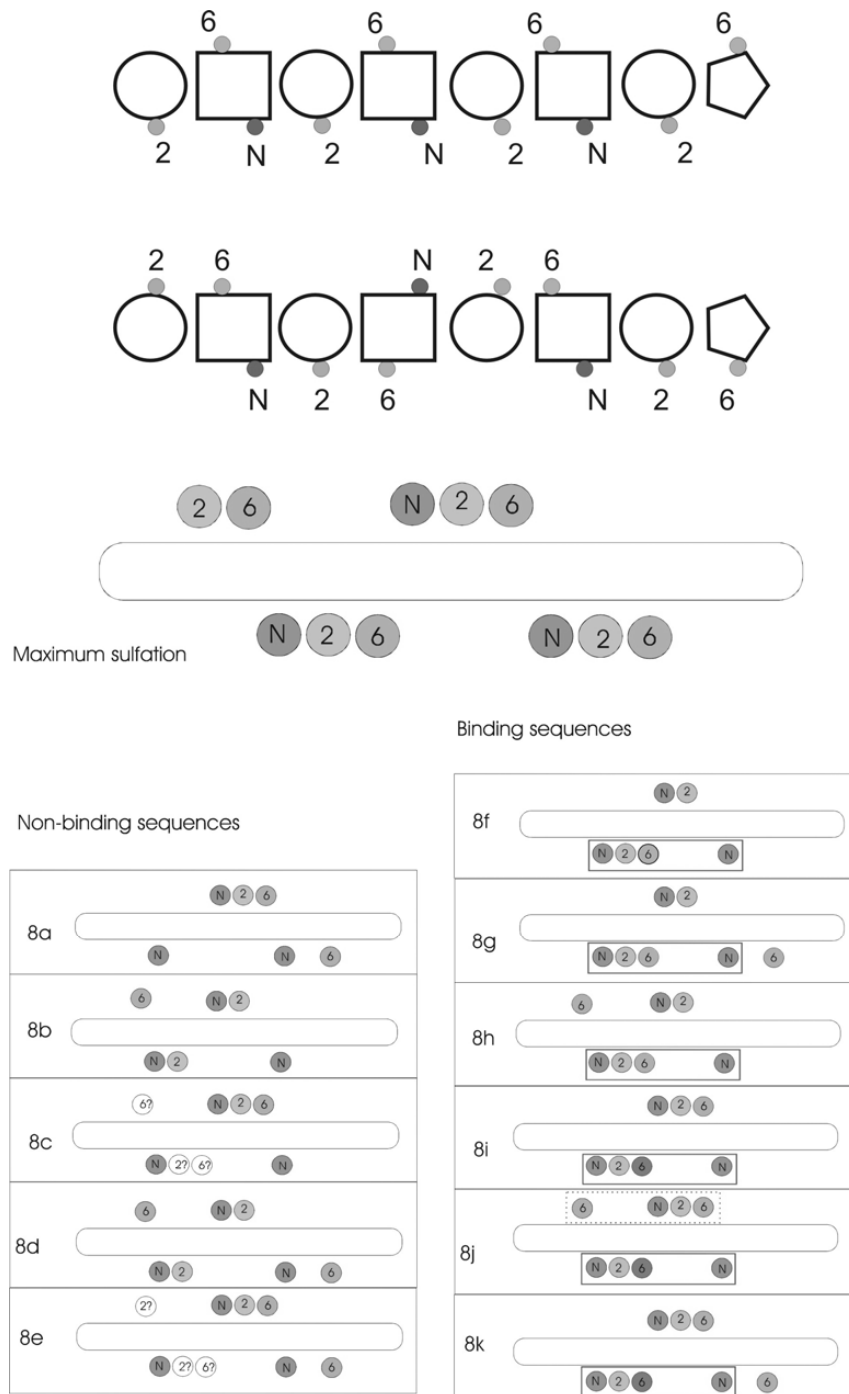 6 6 6 6
2 N 2 N 2 N 2
2 6 N 2 6
N 2 6 N 2 6
2 6 N 2 6
N 2 6 N 2 6
Maximum sulfation
Non-binding sequences
8a
N 2 6
N N 6
8b
6 N 2
N 2 N
8c
6? N 2 6
N 2? 6? N
8d
6 N 2
N 2 N 6
8e
2? N 2 6
N 2? 6? N 6
Binding sequences
8f
N 2
N 2 6 N
8g
N 2
N 2 6 N 6
8h
6 N 2
N 2 6 N
8i
N 2 6
N 2 6 N
8j
6 N 2 6
N 2 6 N
8k
N 2 6
N 2 6 N 6